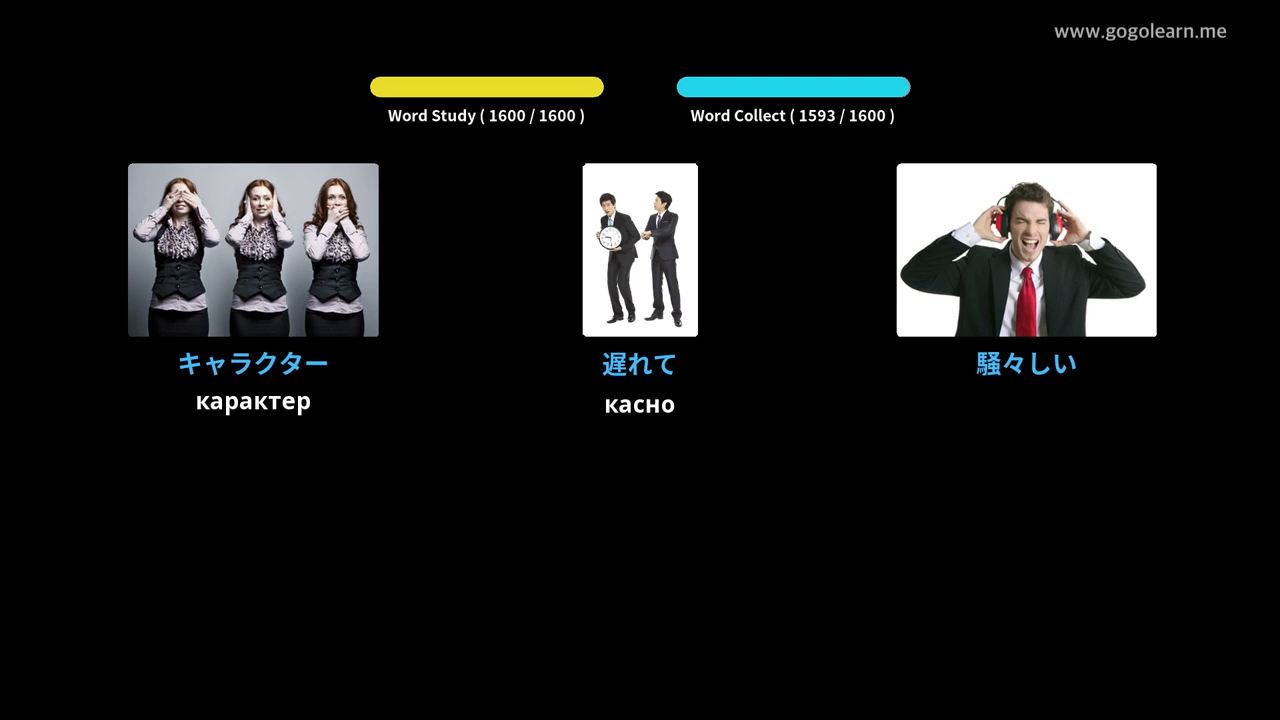 www.gogolearn.me
Word Study ( 1600 / 1600 )
Word Collect ( 1593 / 1600 )
キャラクター
遅れて
騒々しい
карактер
касно